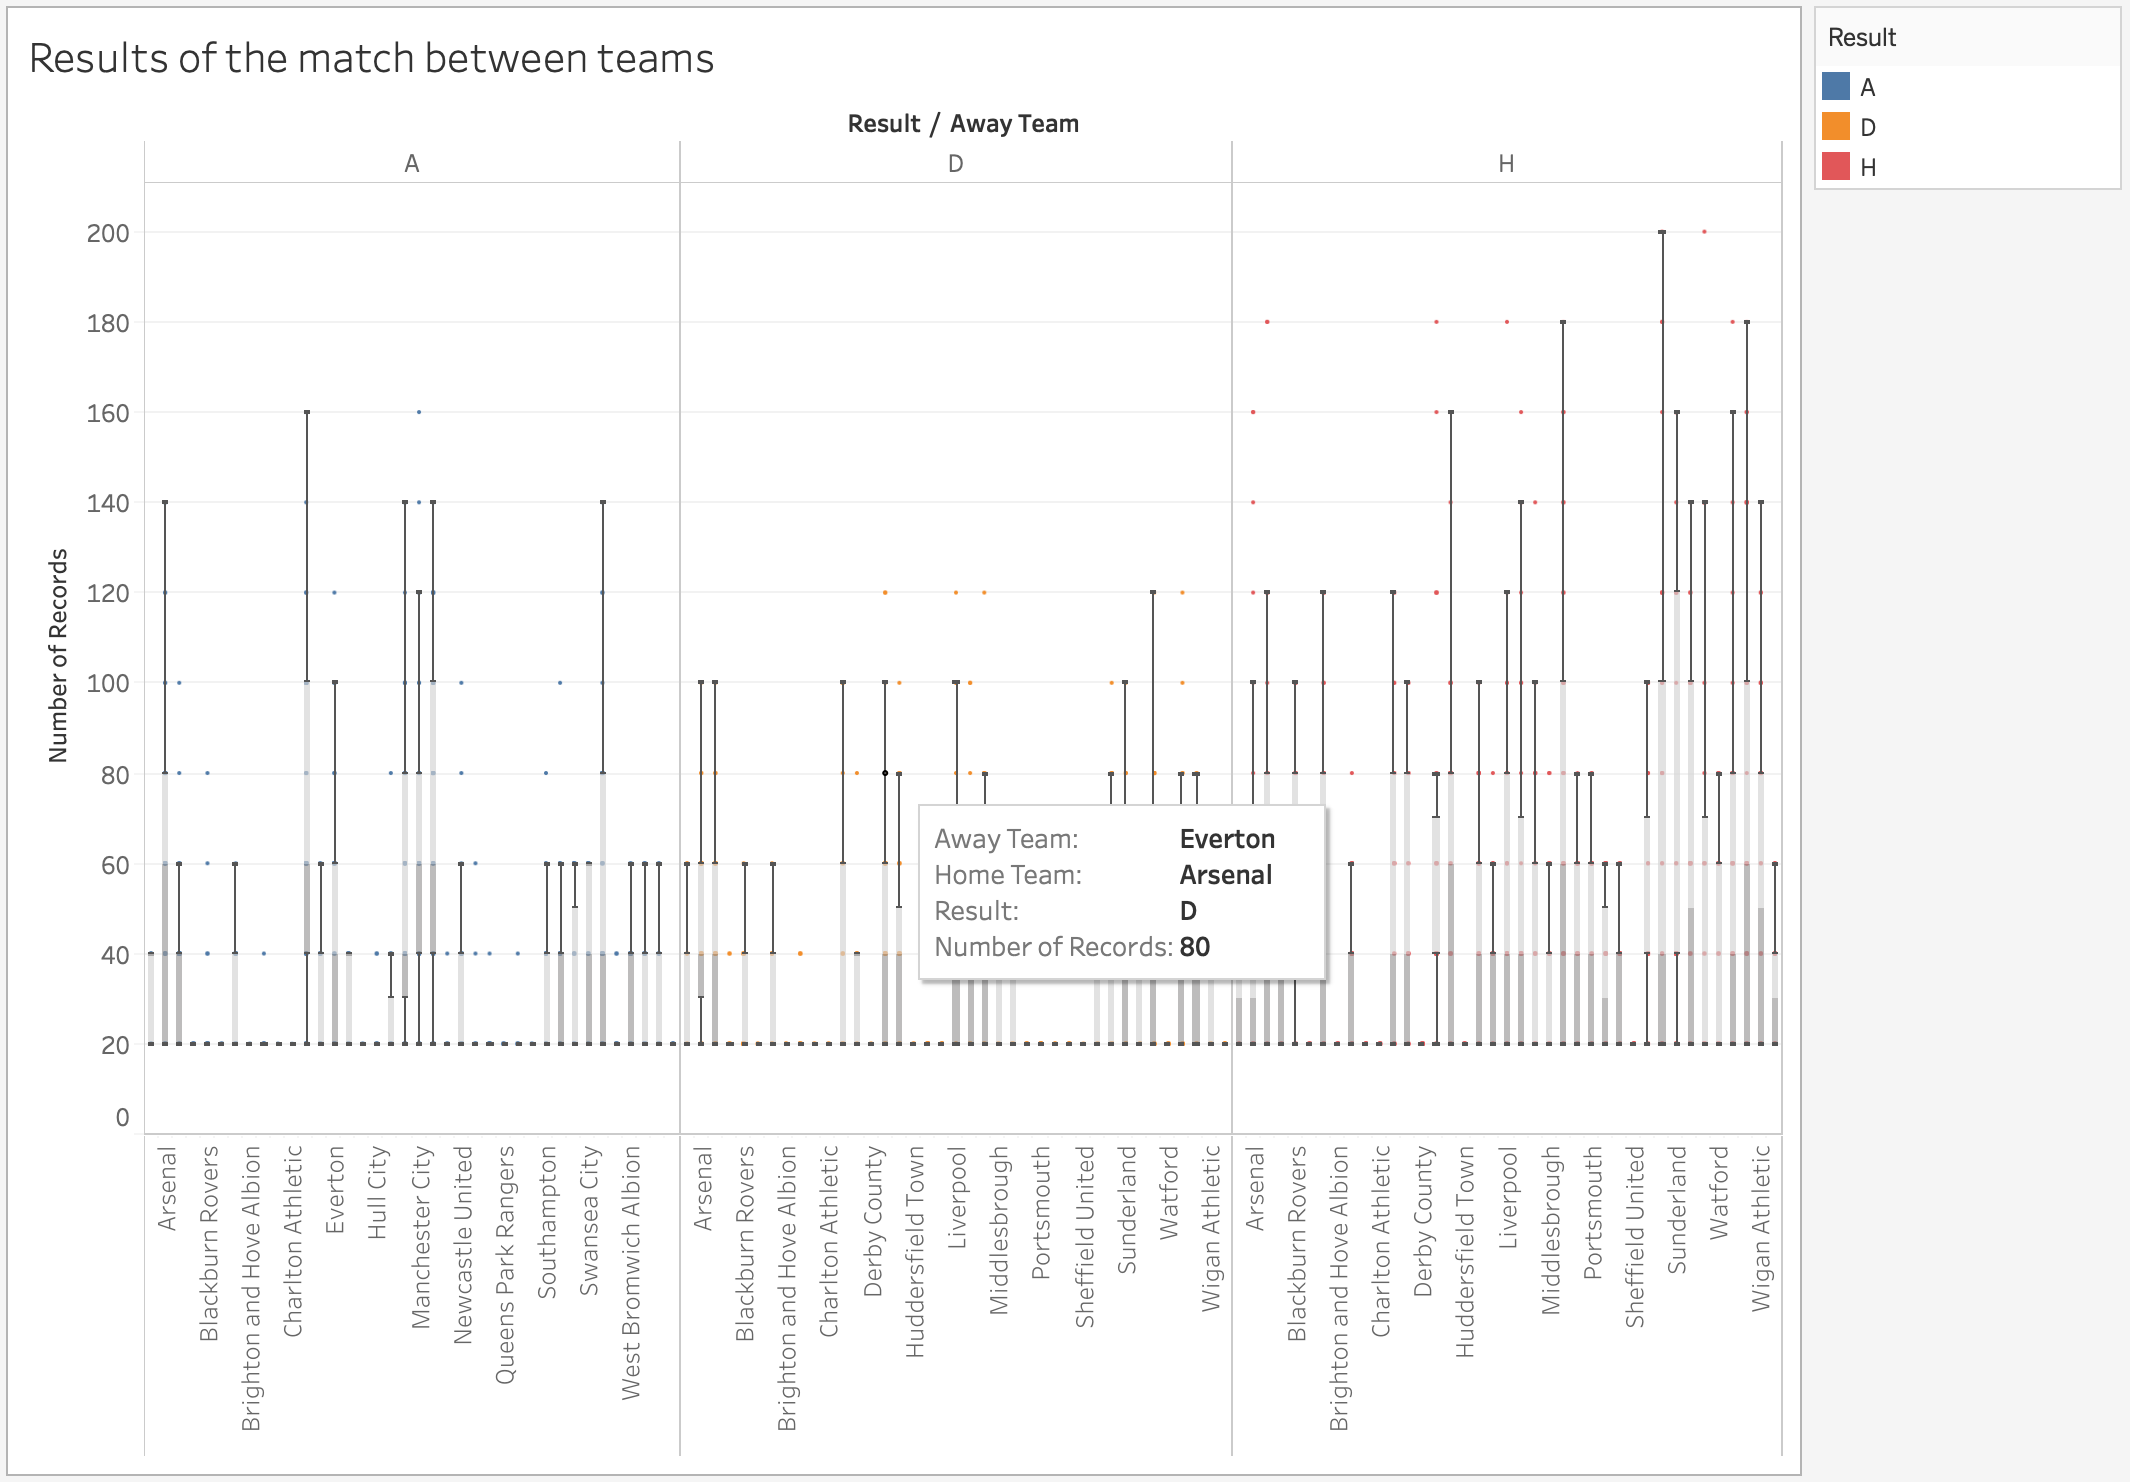 Results of the match between teams
Result
A
D
H
Result / Away Team
A
D
H
Number of Records
200
180
160
140
120
100
80
60
40
20
0
Away Team: Everton
Home Team: Arsenal
Result: D
Number of Records: 80
Arsenal
Blackburn Rovers
Brighton and Hove Albion
Charlton Athletic
Everton
Hull City
Manchester City
Newcastle United
Queens Park Rangers
Southampton
Swansea City
West Bromwich Albion
Arsenal
Blackburn Rovers
Brighton and Hove Albion
Charlton Athletic
Derby County
Huddersfield Town
Liverpool
Middlesbrough
Portsmouth
Sheffield United
Sunderland
Watford
Wigan Athletic
Arsenal
Blackburn Rovers
Brighton and Hove Albion
Charlton Athletic
Derby County
Huddersfield Town
Liverpool
Middlesbrough
Portsmouth
Sheffield United
Sunderland
Watford
Wigan Athletic